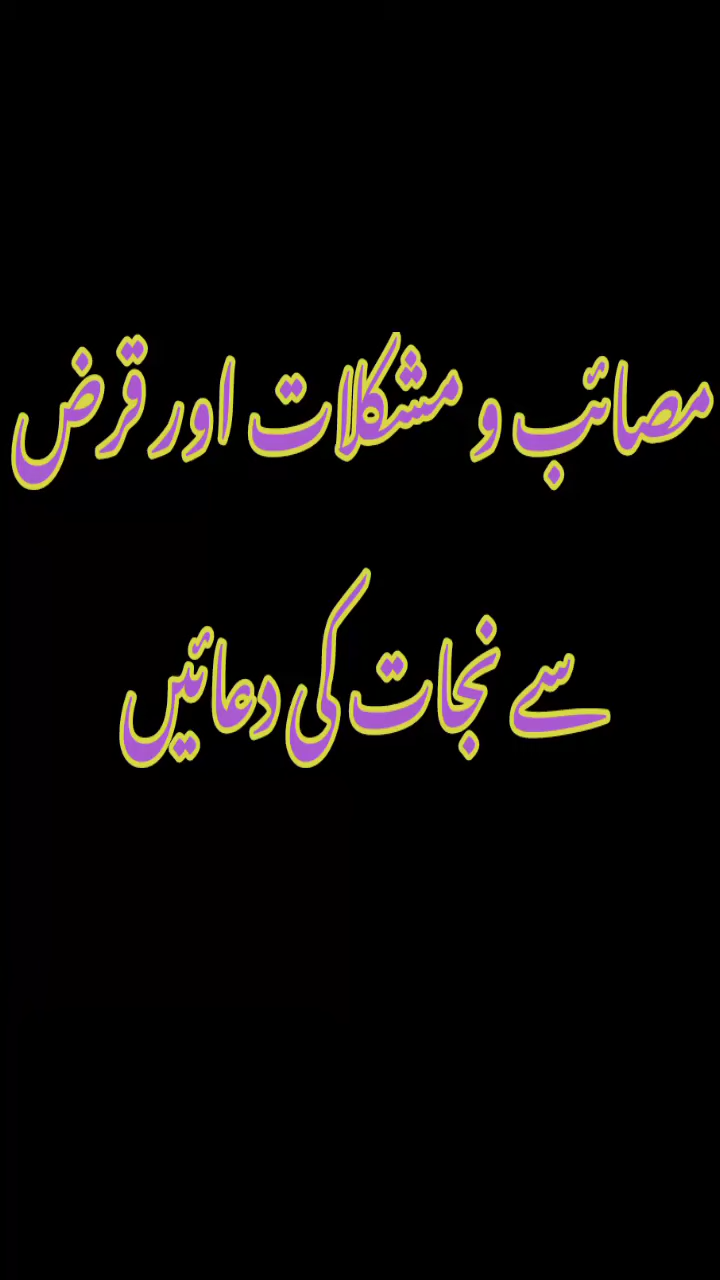 مصائب و مشکلات اور قرض
سے نجات کی دعائیں